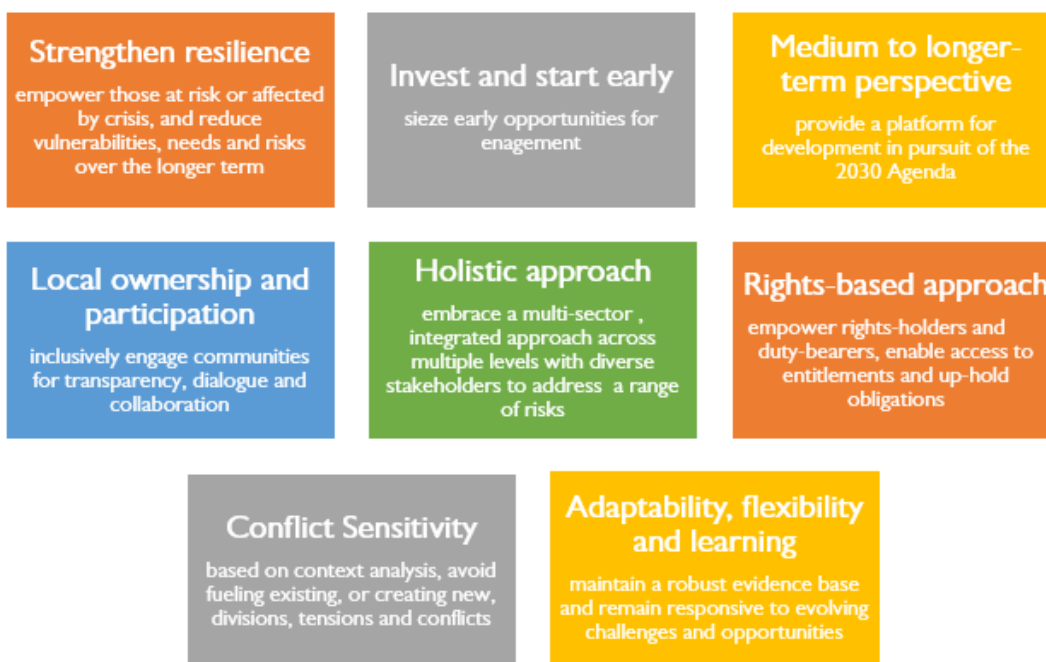 Strengthen resilience
empower those at risk or affected
by crisis, and reduce
vulnerabilities, needs and risks
over the longer term
Invest and start early
sieze early opportunities for
enagement
Medium to longer-
term perspective
provide a platform for
development in pursuit of the
2030 Agenda
Local ownership and
participation
inclusively engage communities
for transparency, dialogue and
collaboration
Holistic approach
embrace a multi-sector ,
integrated approach across
multiple levels with diverse
stakeholders to address a range
of risks
Rights-based approach
empower rights-holders and
duty-bearers, enable access to
entitlements and up-hold
obligations
Conflict Sensitivity
based on context analysis, avoid
fueling existing, or creating new,
divisions, tensions and conflicts
Adaptability, flexibility
and learning
maintain a robust evidence base
and remain responsive to evolving
challenges and opportunities